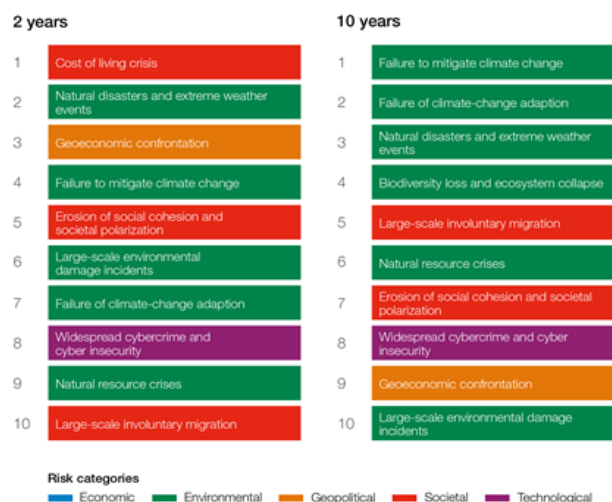 2 years
1
Cost of living crisis
2
Natural disasters and extreme weather
events
3
Geoeconomic confrontation
4
Failure to mitigate climate change
5
Erosion of social cohesion and
societal polarization
6
Large-scale environmental
damage incidents
7
Failure of climate-change adaption
8
Widespread cybercrime and
cyber insecurity
9
Natural resource crises
10
Large-scale involuntary migration
10 years
1
Failure to mitigate climate change
2
Failure of climate-change adaption
3
Natural disasters and extreme weather
events
4
Biodiversity loss and ecosystem collapse
5
Large-scale involuntary migration
6
Natural resource crises
7
Erosion of social cohesion and societal
polarization
8
Widespread cybercrime and cyber
insecurity
9
Geoeconomic confrontation
10
Large-scale environmental damage
incidents
Risk categories
Economic Environmental Geopolitical Societal Technological